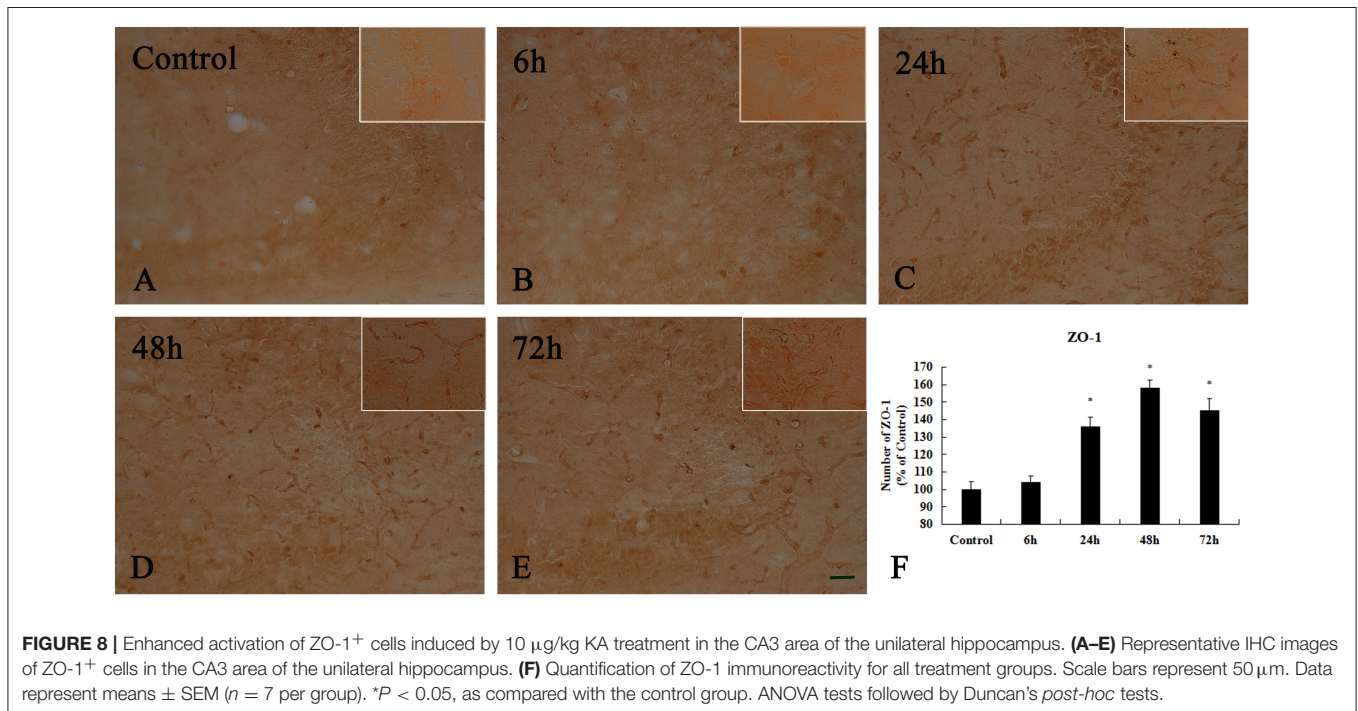 Control
6h
24h
A
B
C
48h
72h
D
E
ZO-1
Number of ZO-1
(% of Control)
170
160
150
140
130
120
110
100
90
80
*
*
*
Control 6h 24h 48h 72h
F
FIGURE 8 | Enhanced activation of ZO-1⁺ cells induced by 10 μg/kg KA treatment in the CA3 area of the unilateral hippocampus. (A–E) Representative IHC images
of ZO-1⁺ cells in the CA3 area of the unilateral hippocampus. (F) Quantification of ZO-1 immunoreactivity for all treatment groups. Scale bars represent 50 μm. Data
represent means ± SEM (n = 7 per group). *P < 0.05, as compared with the control group. ANOVA tests followed by Duncan's post-hoc tests.